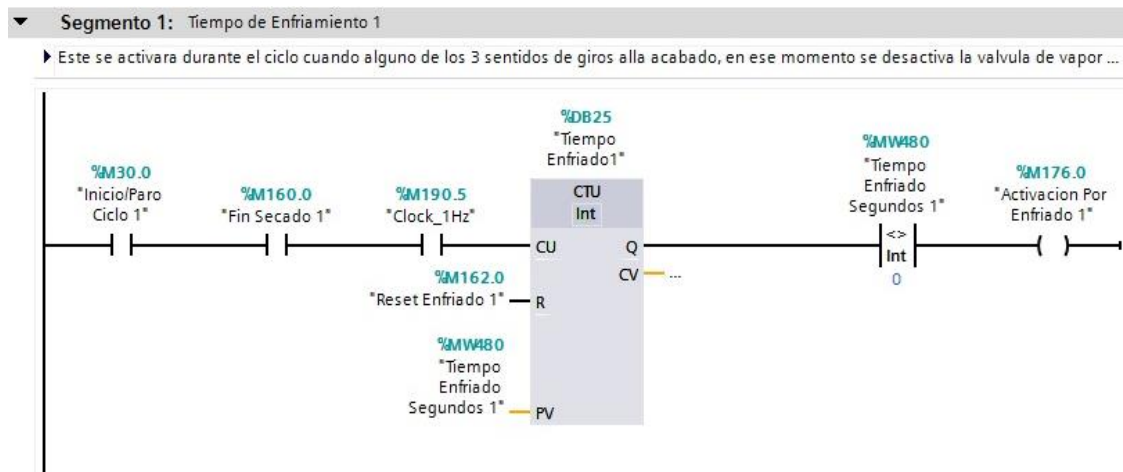 Segmento 1: Tiempo de Enfriamiento 1
Este se activara durante el ciclo cuando alguno de los 3 sentidos de giros alla acabado, en ese momento se desactiva la valvula de vapor ...
%M30.0
"Inicio/Paro
Ciclo 1"
%M160.0
"Fin Secado 1"
%M190.5
"Clock_1Hz"
%DB25
"Tiempo
Enfriado1"
CTU
Int
CU
Q
CV
...
%M162.0
"Reset Enfriado 1"
R
%MW480
"Tiempo
Enfriado
Segundos 1"
PV
%MW480
"Tiempo
Enfriado
Segundos 1"
<>
Int
0
%M176.0
"Activacion Por
Enfriado 1"